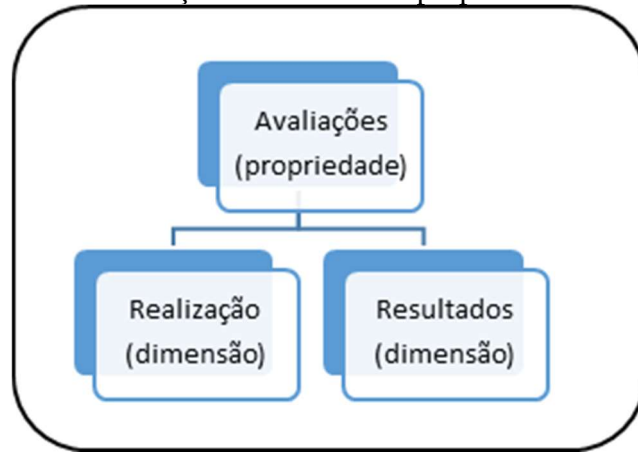 Avaliações
(propriedade)
Realização
(dimensão)
Resultados
(dimensão)